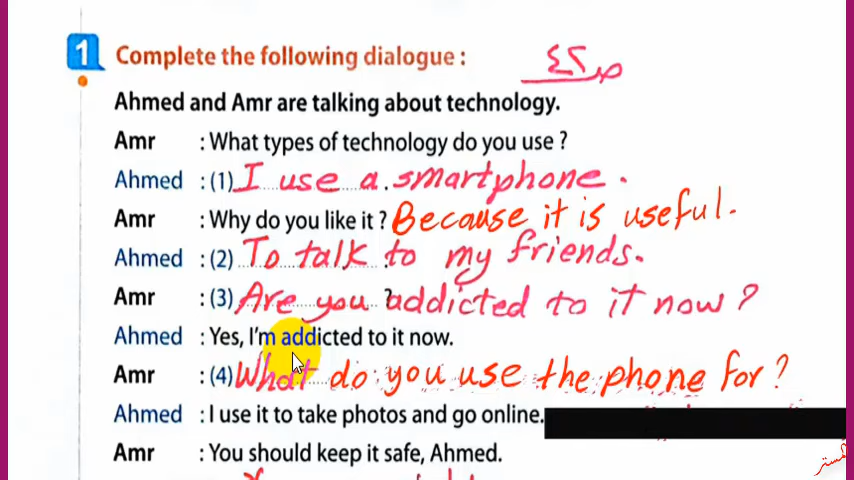 1 Complete the following dialogue :
ص ٤٢
Ahmed and Amr are talking about technology.
Amr : What types of technology do you use ?
Ahmed : (1) I use a smartphone.
Amr : Why do you like it ? Because it is useful.
Ahmed : (2) To talk to my friends.
Amr : (3) Are you addicted to it now ?
Ahmed : Yes, I'm addicted to it now.
Amr : (4) What do you use the phone for ?
Ahmed : I use it to take photos and go online.
Amr : You should keep it safe, Ahmed.